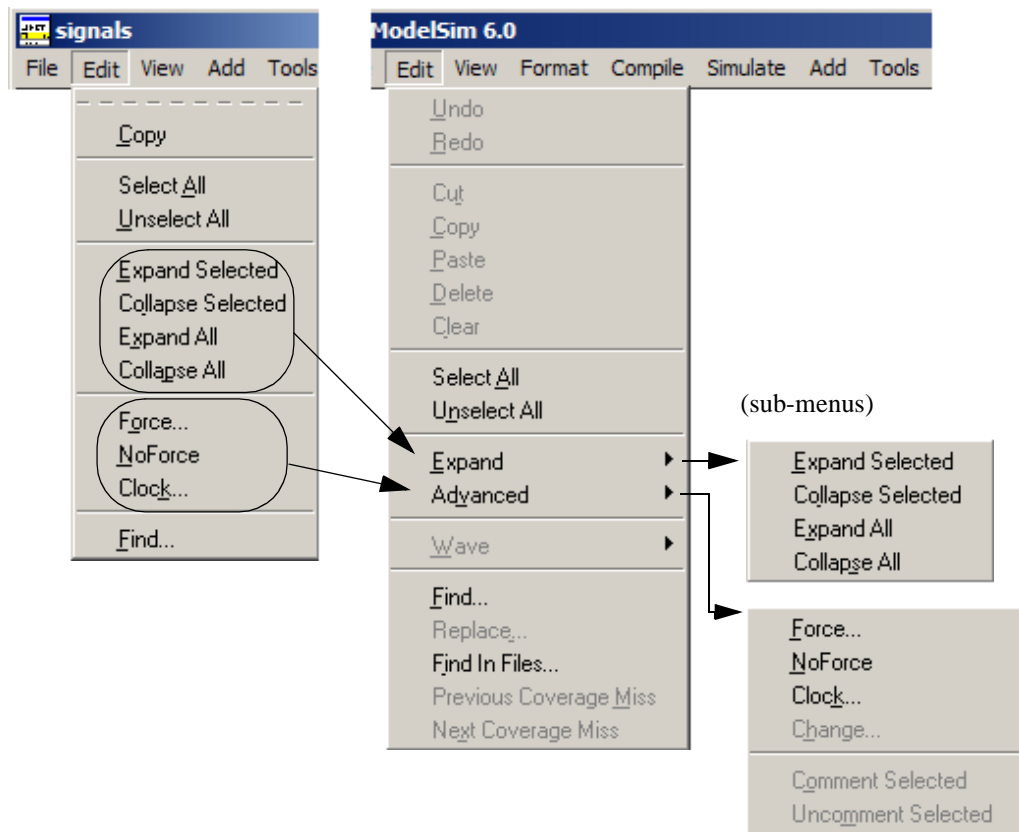 signals
File Edit View Add Tools
Copy
Select All
Unselect All
Expand Selected
Collapse Selected
Expand All
Collapse All
Force...
NoForce
Clock...
Find...
ModelSim 6.0
Edit View Format Compile Simulate Add Tools
Undo
Redo
Cut
Copy
Paste
Delete
Clear
Select All
Unselect All
Expand
Advanced
Wave
Find...
Replace...
Find In Files...
Previous Coverage Miss
Next Coverage Miss
(sub-menus)
Expand Selected
Collapse Selected
Expand All
Collapse All
Force...
NoForce
Clock...
Change...
Comment Selected
Uncomment Selected